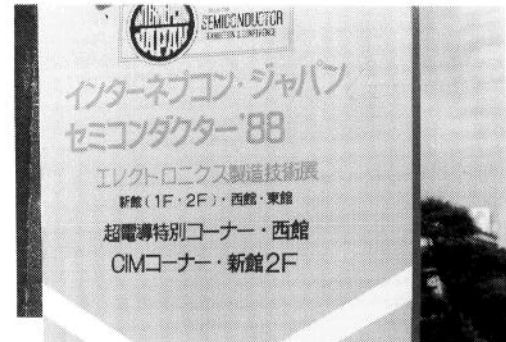 JAPAN
SEMICONDUCTOR
EXHIBITION & CONFERENCE
インターネプコン・ジャパン
セミコンダクター'88
エレクトロニクス製造技術展
新館(1F・2F)・西館・東館
超電導特別コーナー・西館
CIMコーナー・新館2F